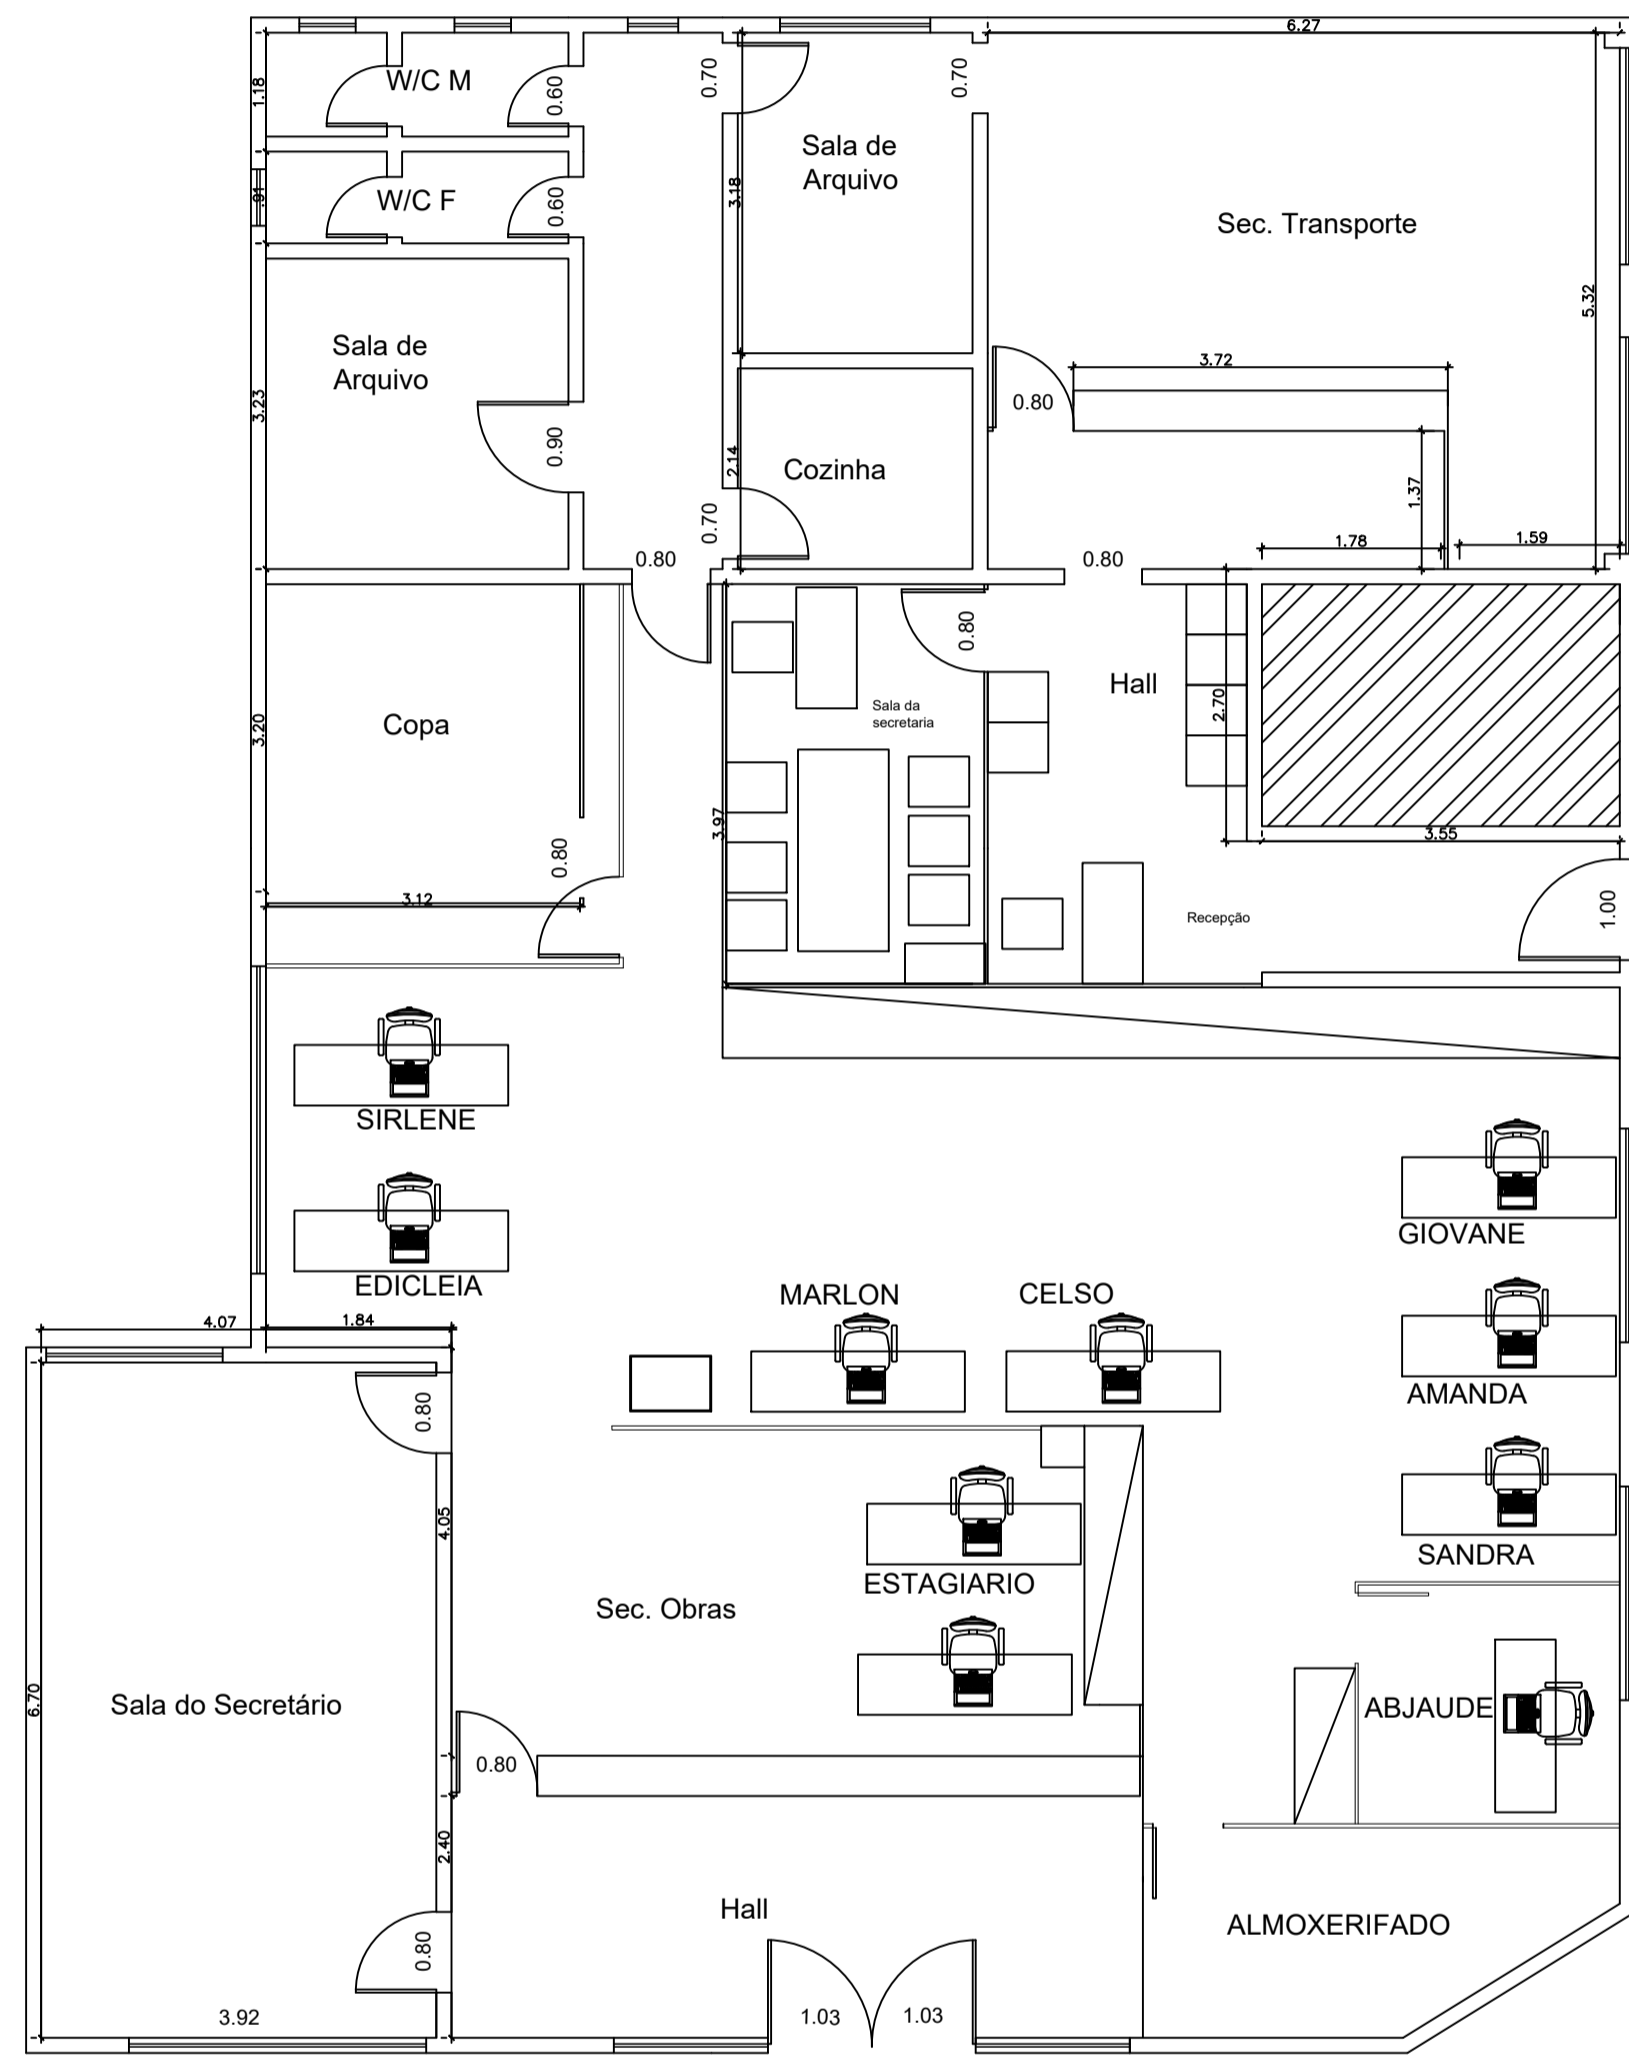 6.27
1.18
W/C M
0.60
0.70
0.70
Sala de
Arquivo
.91
W/C F
0.60
3.18
Sec. Transporte
5.32
Sala de
Arquivo
3.23
0.90
3.72
0.80
2.14
Cozinha
0.70
1.37
1.78
1.59
0.80
0.80
0.80
Hall
2.70
Sala da
secretaria
Copa
3.20
3.97
3.55
0.80
3.12
Recepção
1.00
SIRLENE
EDICLEIA
GIOVANE
MARLON
CELSO
4.07
1.84
AMANDA
0.80
4.05
SANDRA
ESTAGIARIO
Sec. Obras
Sala do Secretário
6.70
ABJAUDE
0.80
2.40
Hall
ALMOXERIFADO
0.80
3.92
1.03
1.03